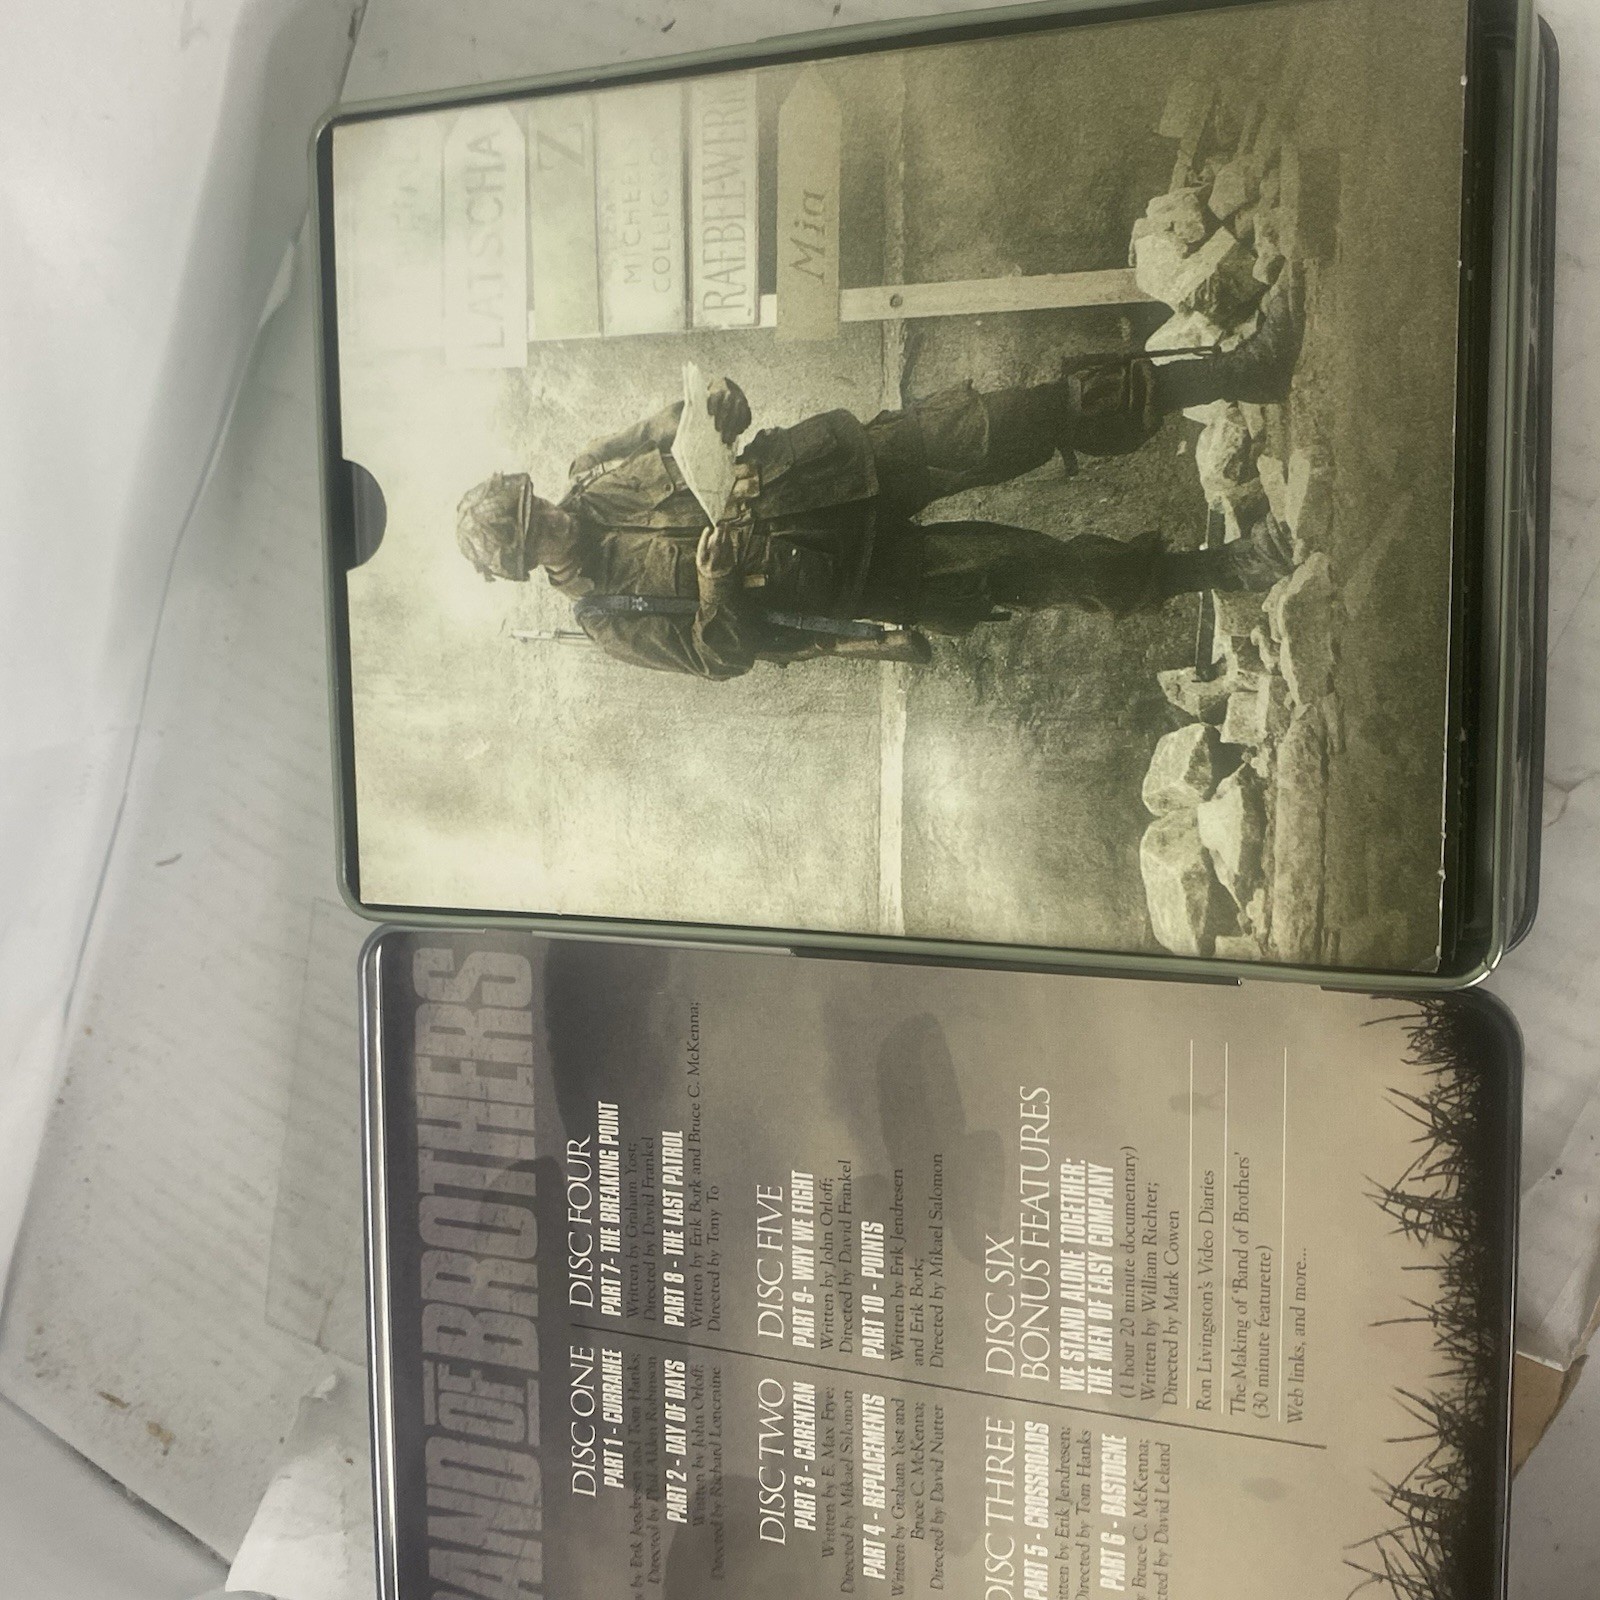 LATSCHA
Z
MICHEEL
COLLIGNON
RAEBEL-WERK
Mia
BAND OF BROTHERS
DISC ONE
PART 1 - CURRAHEE
by Erik Jendresen and Tom Hanks;
Directed by Phil Alden Robinson
PART 2 - DAY OF DAYS
Written by John Orloff;
Directed by Richard Loncraine
DISC TWO
PART 3 - CARENTAN
Written by E. Max Frye;
Directed by Mikael Salomon
PART 4 - REPLACEMENTS
Written by Graham Yost and
Bruce C. McKenna;
Directed by David Nutter
DISC THREE
PART 5 - CROSSROADS
itten by Erik Jendresen;
Directed by Tom Hanks
PART 6 - BASTOGNE
Bruce C. McKenna;
cted by David Leland
DISC FOUR
PART 7- THE BREAKING POINT
Written by Graham Yost;
Directed by David Frankel
PART 8 - THE LAST PATROL
Written by Erik Bork and Bruce C. McKenna;
Directed by Tony To
DISC FIVE
PART 9- WHY WE FIGHT
Written by John Orloff;
Directed by David Frankel
PART 10 - POINTS
Written by Erik Jendresen
and Erik Bork;
Directed by Mikael Salomon
DISC SIX
BONUS FEATURES
WE STAND ALONE TOGETHER:
THE MEN OF EASY COMPANY
(1 hour 20 minute documentary)
Written by William Richter;
Directed by Mark Cowen
Ron Livingston's Video Diaries
The Making of 'Band of Brothers'
(30 minute featurette)
Web links, and more...